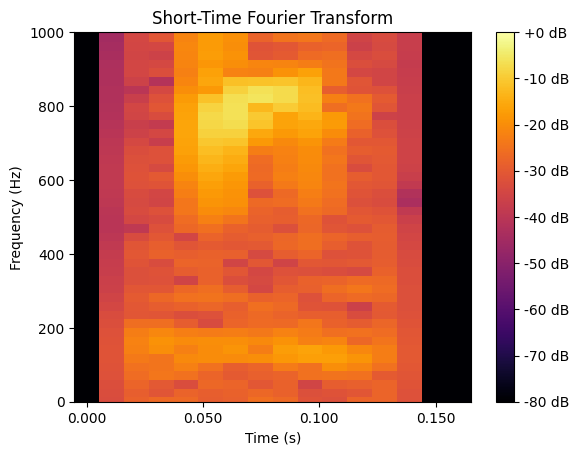 Short-Time Fourier Transform
Frequency (Hz)
1000
800
600
400
200
0
0.000 0.050 0.100 0.150
Time (s)
+0 dB
-10 dB
-20 dB
-30 dB
-40 dB
-50 dB
-60 dB
-70 dB
-80 dB